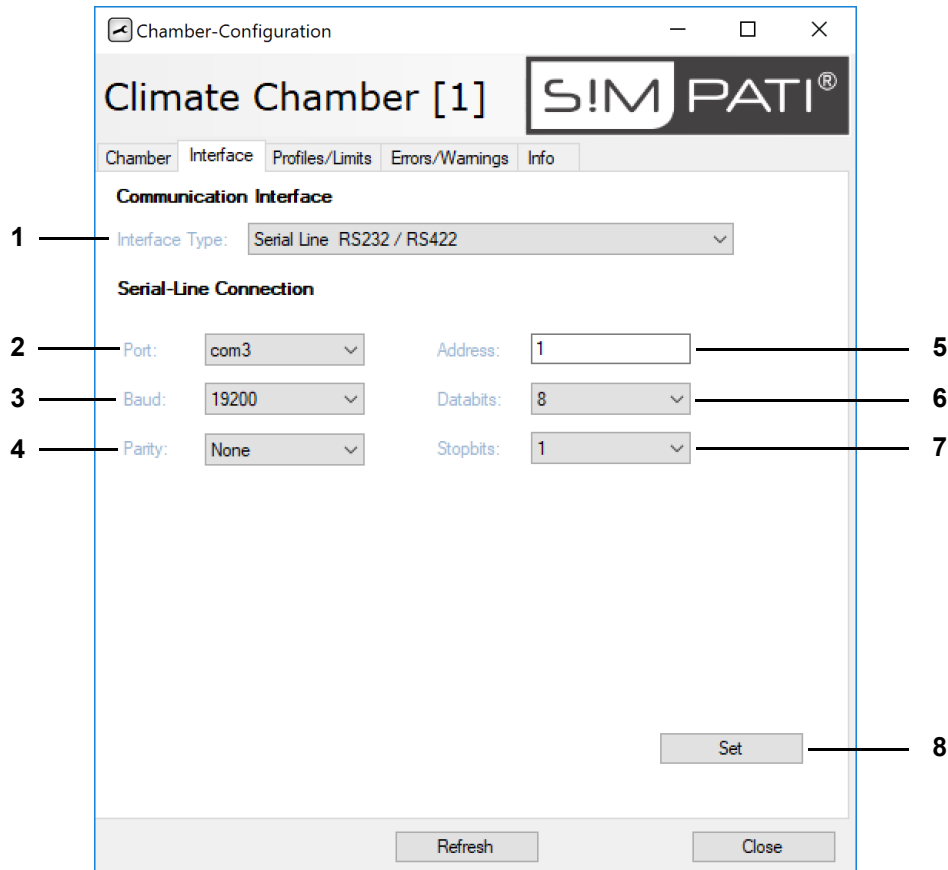 Chamber-Configuration
Climate Chamber [1] S!MPATI®
Chamber Interface Profiles/Limits Errors/Warnings Info
Communication Interface
1 Interface Type: Serial Line RS232 / RS422
Serial-Line Connection
2 Port: com3 Address: 1 5
3 Baud: 19200 Databits: 8 6
4 Parity: None Stopbits: 1 7
Set 8
Refresh Close